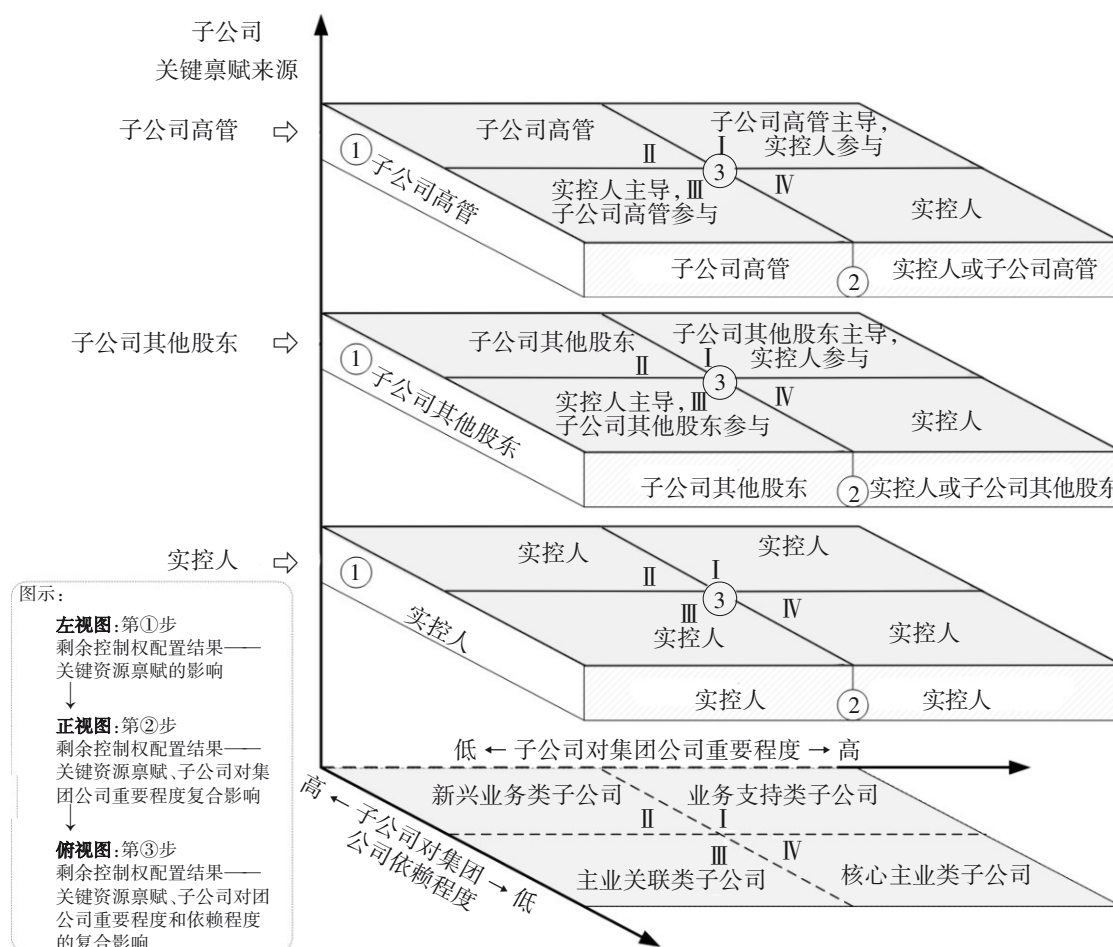 子公司
关键禀赋来源
子公司高管 ⇨
子公司高管
子公司高管主导，
实控人参与
① 子公司高管
Ⅱ
Ⅰ
③
实控人主导，Ⅲ
子公司高管参与
Ⅳ
实控人
子公司高管
②
实控人或子公司高管
子公司其他股东 ⇨
子公司其他股东
子公司其他股东主导，
实控人参与
① 子公司其他股东
Ⅱ
Ⅰ
③
实控人主导，Ⅲ
子公司其他股东参与
Ⅳ
实控人
子公司其他股东
②
实控人或子公司其他股东
实控人 ⇨
实控人
实控人
① 实控人
Ⅱ
Ⅰ
③
Ⅲ
实控人
Ⅳ
实控人
实控人
②
实控人
低 ← 子公司对集团公司重要程度 → 高
高 ← 子公司对集团
公司依赖程度 → 低
新兴业务类子公司
业务支持类子公司
Ⅱ
Ⅰ
Ⅲ
Ⅳ
主业关联类子公司
核心主业类子公司
图示：
左视图：第①步
剩余控制权配置结果——
关键资源禀赋的影响
↓
正视图：第②步
剩余控制权配置结果——
关键资源禀赋、子公司对集
团公司重要程度复合影响
↓
俯视图：第③步
剩余控制权配置结果——
关键资源禀赋、子公司对团
公司重要程度和依赖程度
的复合影响